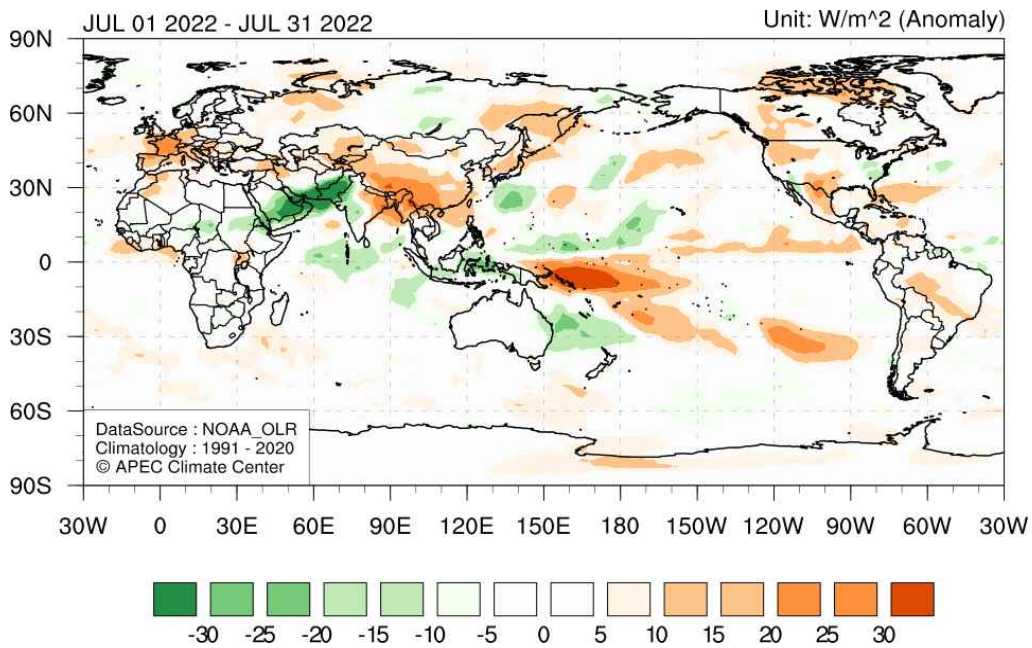 JUL 01 2022 - JUL 31 2022 Unit: W/m^2 (Anomaly)
90N
60N
30N
0
30S
60S
90S
DataSource : NOAA_OLR
Climatology : 1991 - 2020
© APEC Climate Center
30W 0 30E 60E 90E 120E 150E 180 150W 120W 90W 60W 30W
-30 -25 -20 -15 -10 -5 0 5 10 15 20 25 30